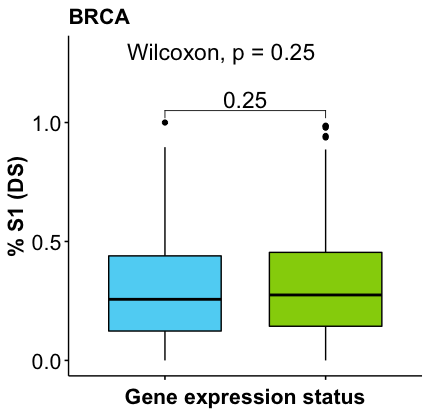 BRCA
Wilcoxon, p = 0.25
0.25
1.0
% S1 (DS)
0.5
0.0
Gene expression status